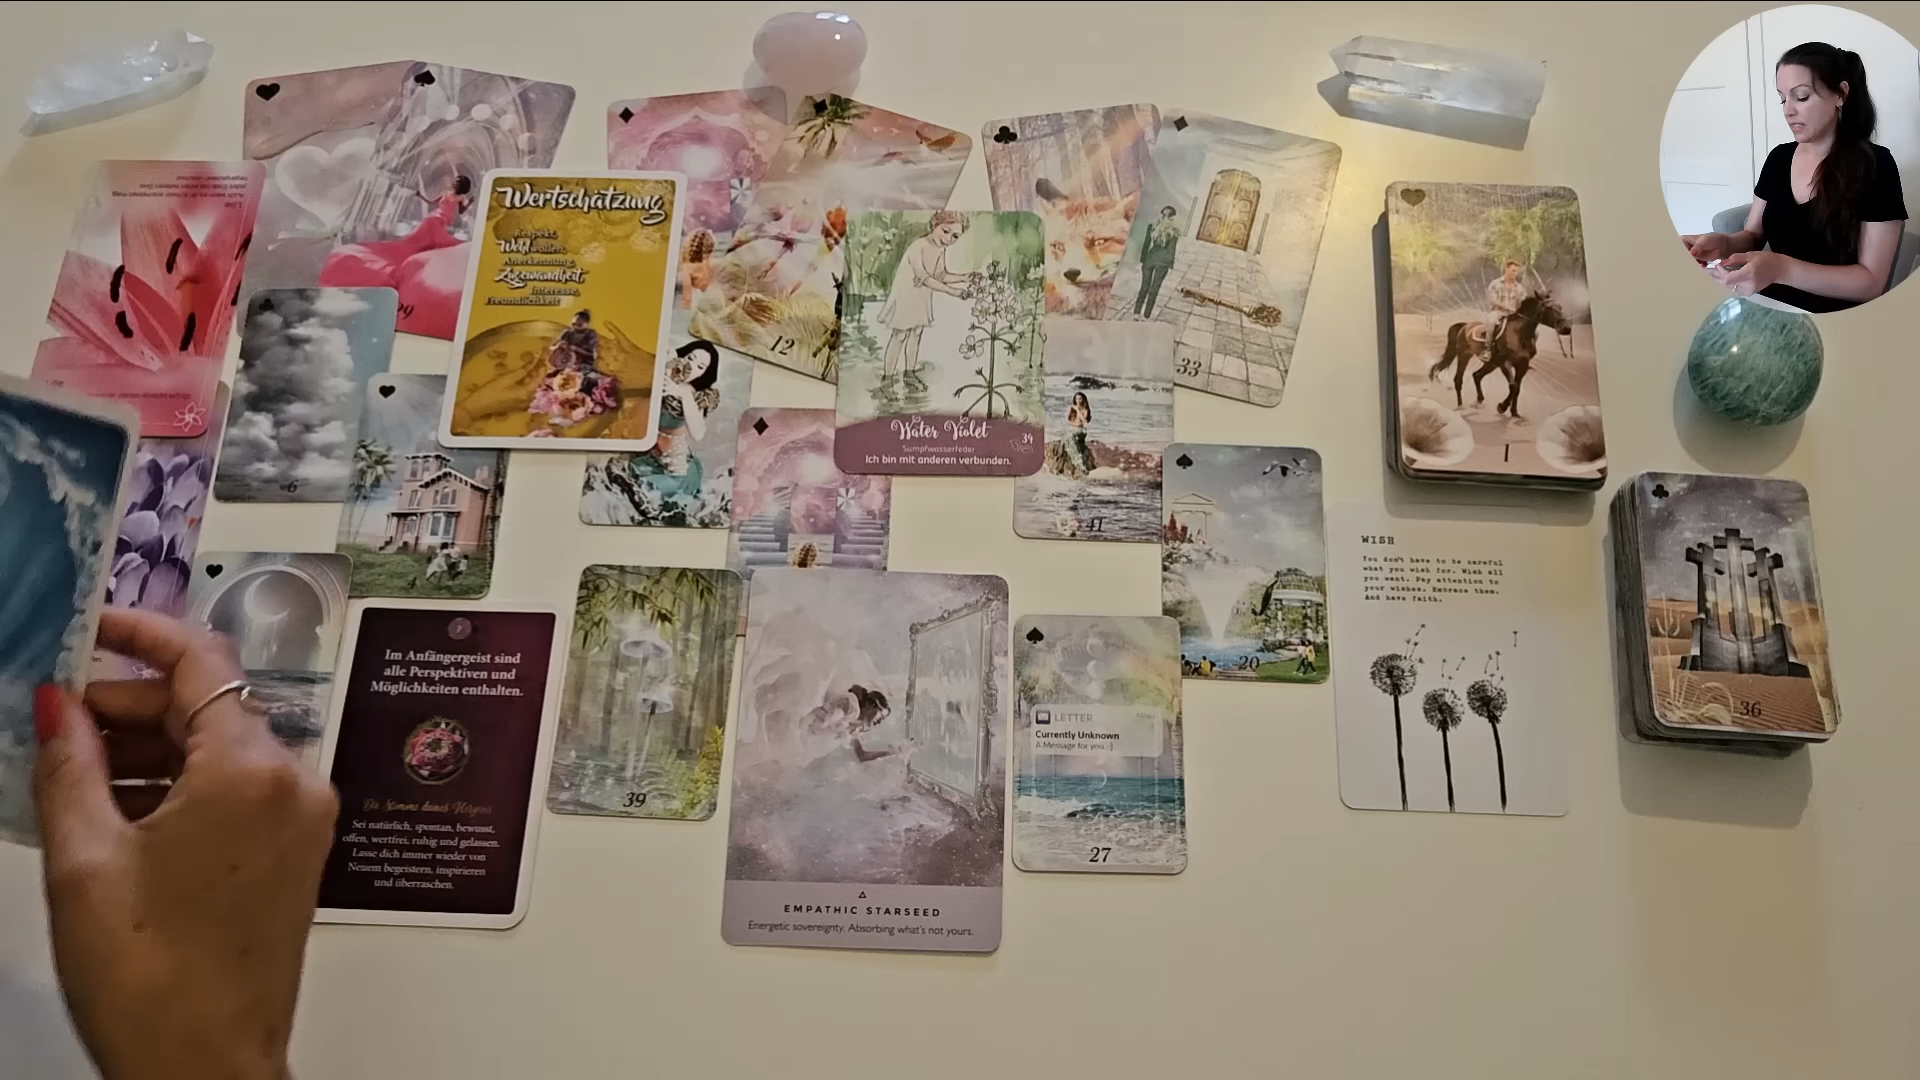 Wertschätzung
Respekt,
Wohlwollen,
Anerkennung,
Zugewandheit,
Interesse,
Freundlichkeit
12
33
Water Violet
34
Sumpfwasserfeder
Ich bin mit anderen verbunden.
6
4
41
20
1
36
WISH
You don't have to be careful
what you wish for. Wish all
you want. Pay attention to
your wishes. Embrace them.
And have faith.
7
Im Anfängergeist sind
alle Perspektiven und
Möglichkeiten enthalten.
Die Stimme deines Herzens
Sei natürlich, spontan, bewusst,
offen, wertfrei, ruhig und gelassen.
Lasse dich immer wieder von
Neuem begeistern, inspirieren
und überraschen.
39
EMPATHIC STARSEED
Energetic sovereignty. Absorbing what's not yours.
LETTER
Currently Unknown
A Message for you. :)
27